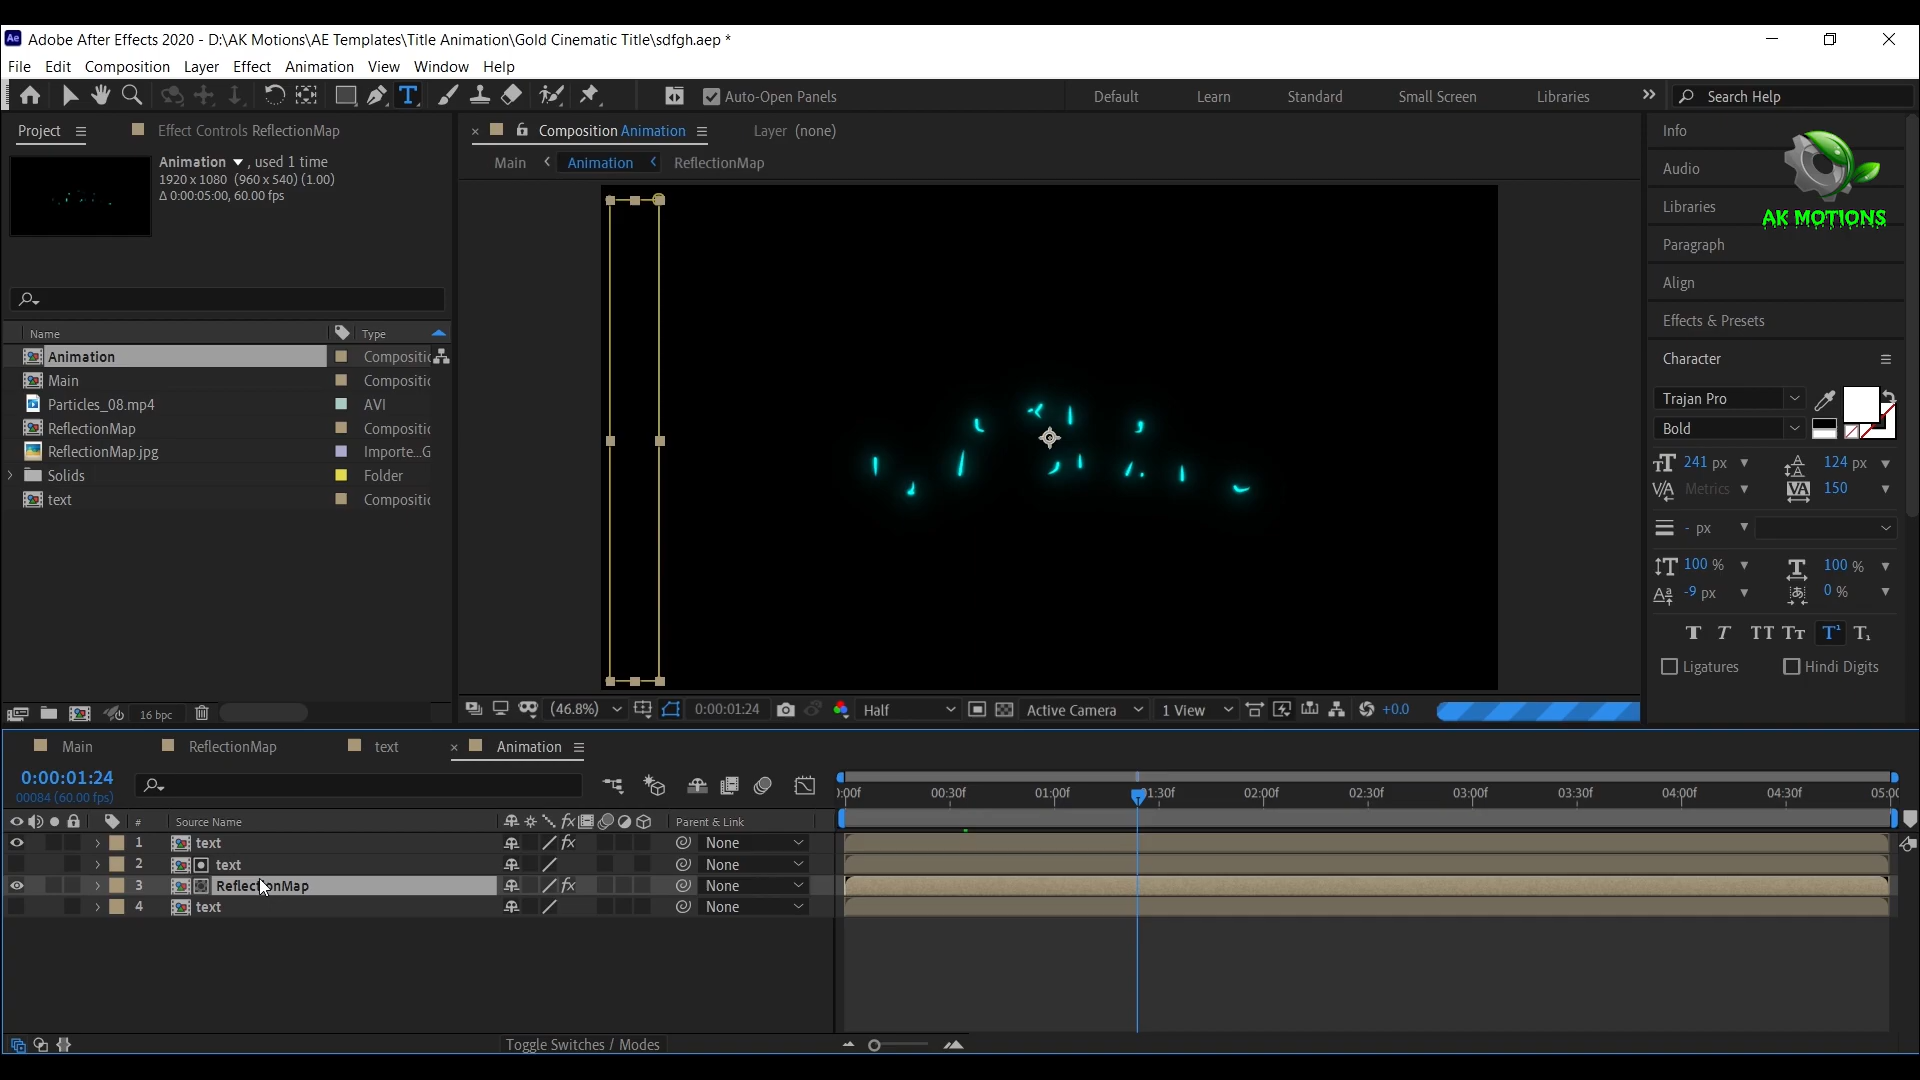 Ae Adobe After Effects 2020 - D:\AK Motions\AE Templates\Title Animation\Gold Cinematic Title\sdfgh.aep *
File Edit Composition Layer Effect Animation View Window Help
Auto-Open Panels Default Learn Standard Small Screen Libraries Search Help
Project Effect Controls ReflectionMap Composition Animation Layer (none) Info
Main Animation ReflectionMap
Animation , used 1 time
1920 x 1080 (960 x 540) (1.00)
Δ 0:00:05:00, 60.00 fps
Audio
Libraries
AK MOTIONS
Paragraph
Align
Effects & Presets
Character
Name Type
Animation Compositic
Main Compositic
Particles_08.mp4 AVI
ReflectionMap Compositic
ReflectionMap.jpg Importe...G
Solids Folder
text Compositic
Trajan Pro
Bold
241 px 124 px
Metrics 150
- px
100 % 100 %
-9 px 0 %
Ligatures Hindi Digits
16 bpc (46.8%) 0:00:01:24 Half Active Camera 1 View +0.0
Main ReflectionMap text Animation
0:00:01:24
00084 (60.00 fps)
:00f 00:30f 01:00f 01:30f 02:00f 02:30f 03:00f 03:30f 04:00f 04:30f 05:00
# Source Name fx Parent & Link
1 text fx None
2 text None
3 ReflectionMap fx None
4 text None
Toggle Switches / Modes